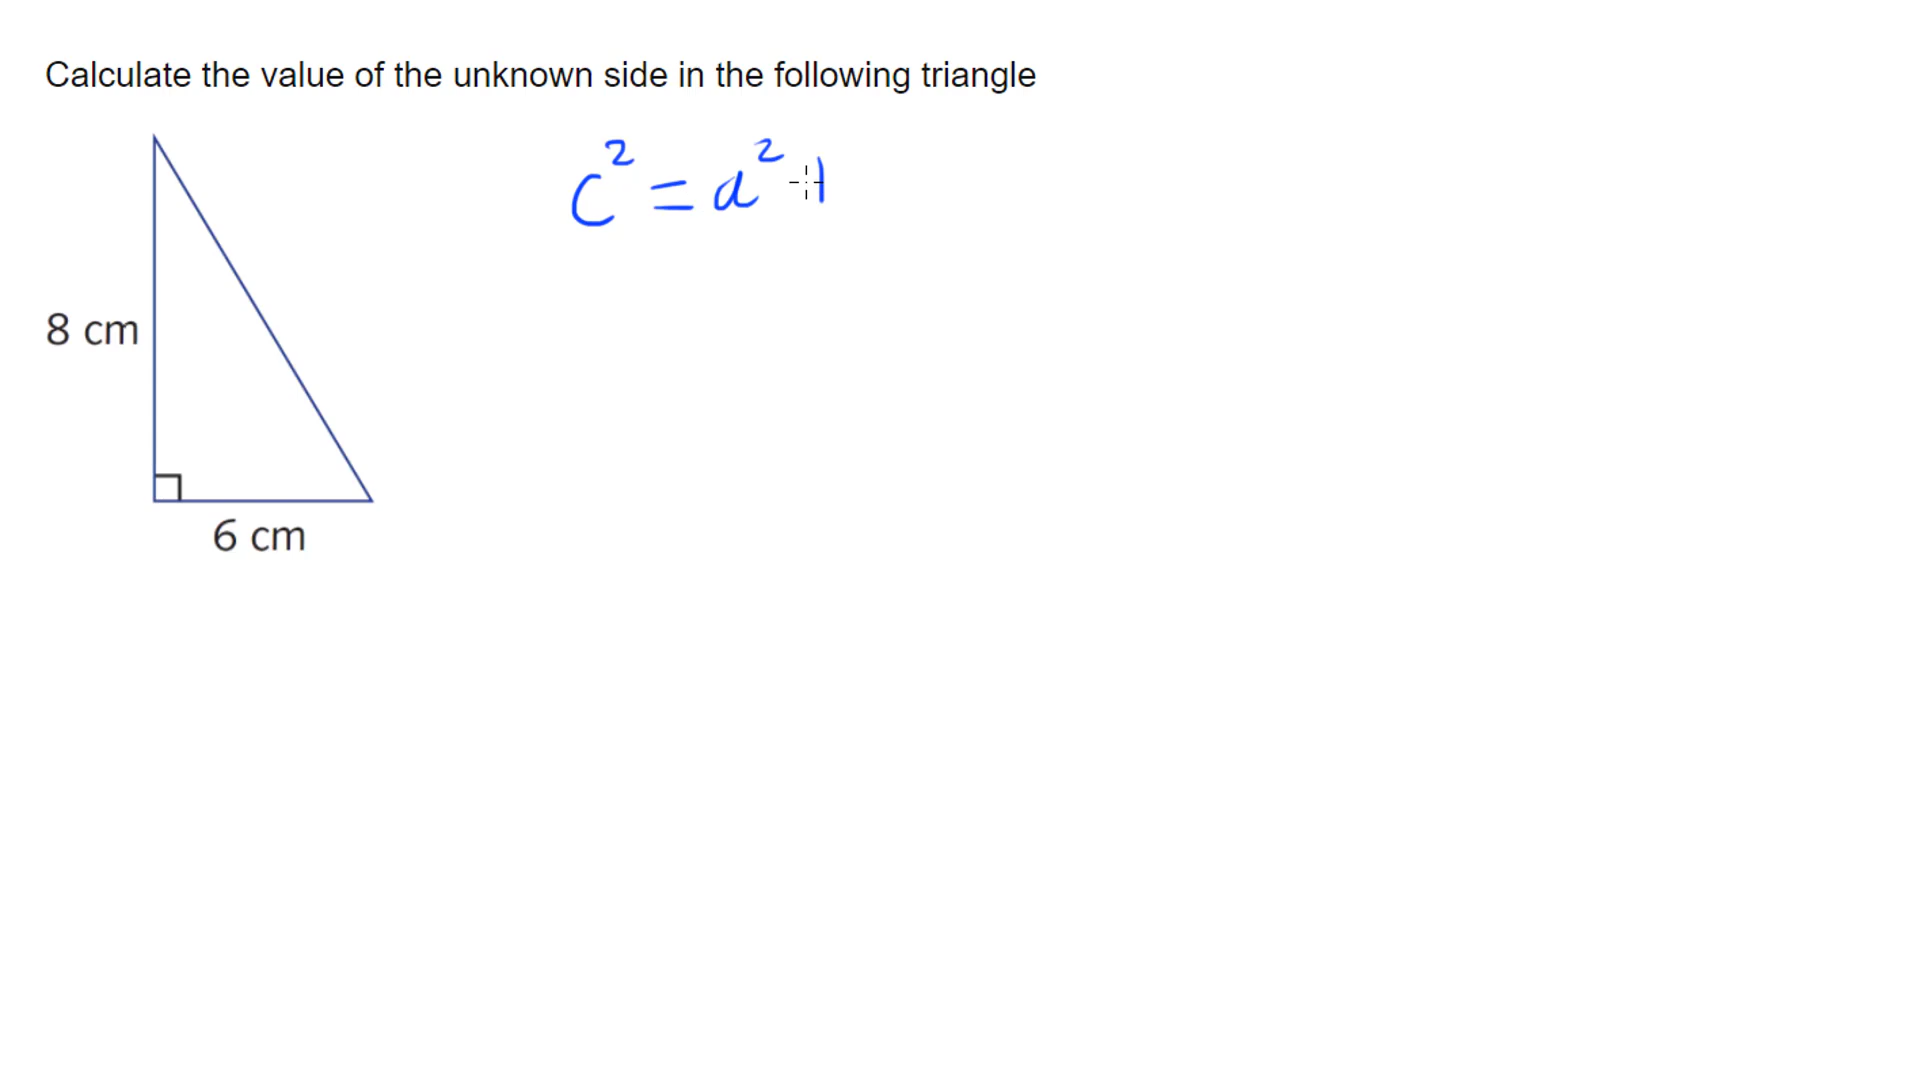 Calculate the value of the unknown side in the following triangle
c² = a² +
8 cm
6 cm